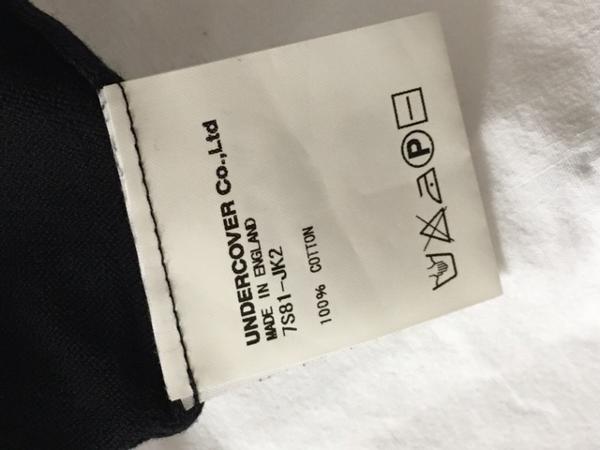 UNDERCOVER Co.,Ltd
MADE IN ENGLAND
7S81-JK2
100% COTTON
P